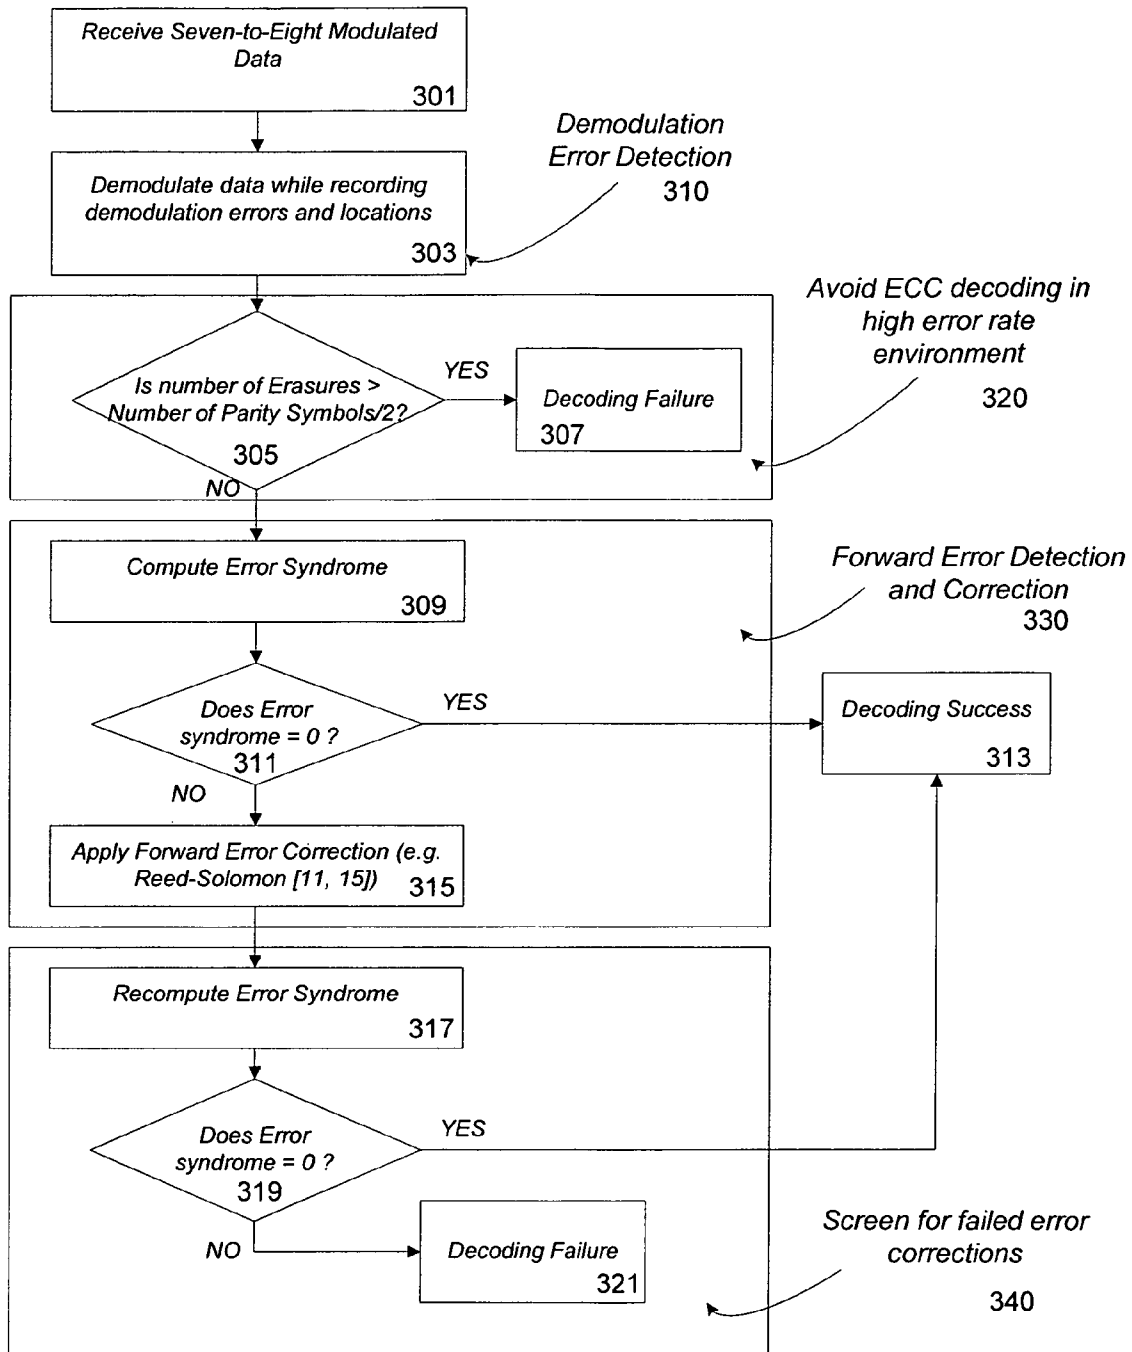 Receive Seven-to-Eight Modulated
Data
301
Demodulation
Error Detection
310
Demodulate data while recording
demodulation errors and locations
303
Avoid ECC decoding in
high error rate
environment
320
Is number of Erasures >
Number of Parity Symbols/2?
305
YES
Decoding Failure
307
NO
Compute Error Syndrome
309
Forward Error Detection
and Correction
330
Does Error
syndrome = 0 ?
311
YES
Decoding Success
313
NO
Apply Forward Error Correction (e.g.
Reed-Solomon [11, 15])
315
Recompute Error Syndrome
317
Does Error
syndrome = 0 ?
319
YES
NO
Decoding Failure
321
Screen for failed error
corrections
340